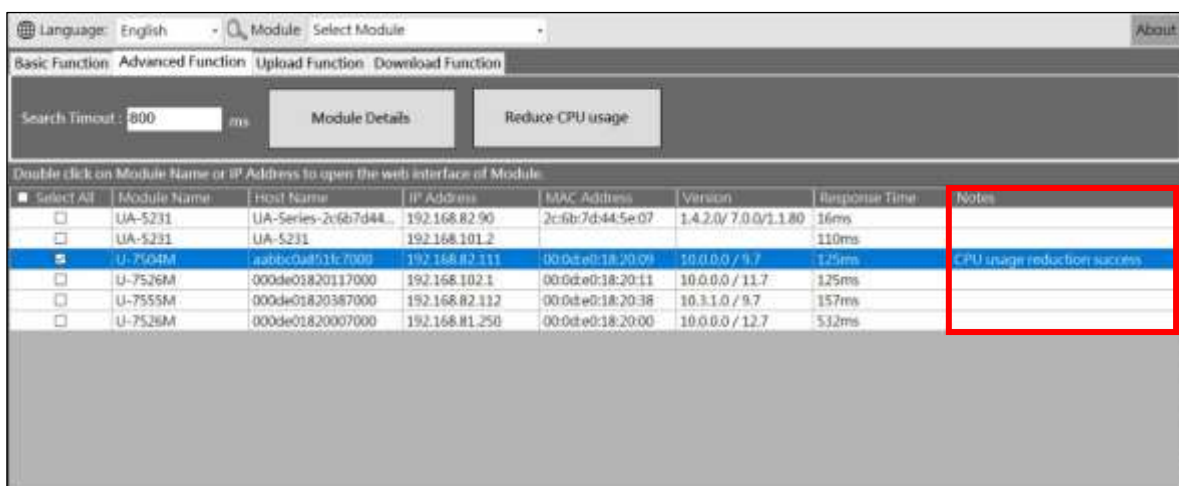 Language: English Module Select Module About
Basic Function Advanced Function Upload Function Download Function
Search Timout : 800 ms Module Details Reduce CPU usage
Double click on Module Name or IP Address to open the web interface of Module.
Select All Module Name Host Name IP Address MAC Address Version Response Time Notes
UA-5231 UA-Series-2c6b7d44... 192.168.82.90 2c:6b:7d:44:5e:07 1.4.2.0/ 7.0.0/1.1.80 16ms
UA-5231 UA-5231 192.168.101.2 110ms
U-7504M aabbc0a851fc7000 192.168.82.111 00:0d:e0:18:20:09 10.0.0.0 / 9.7 125ms CPU usage reduction success
U-7526M 000de01820117000 192.168.102.1 00:0d:e0:18:20:11 10.0.0.0 / 11.7 125ms
U-7555M 000de01820387000 192.168.82.112 00:0d:e0:18:20:38 10.3.1.0 / 9.7 157ms
U-7526M 000de01820007000 192.168.81.250 00:0d:e0:18:20:00 10.0.0.0 / 12.7 532ms